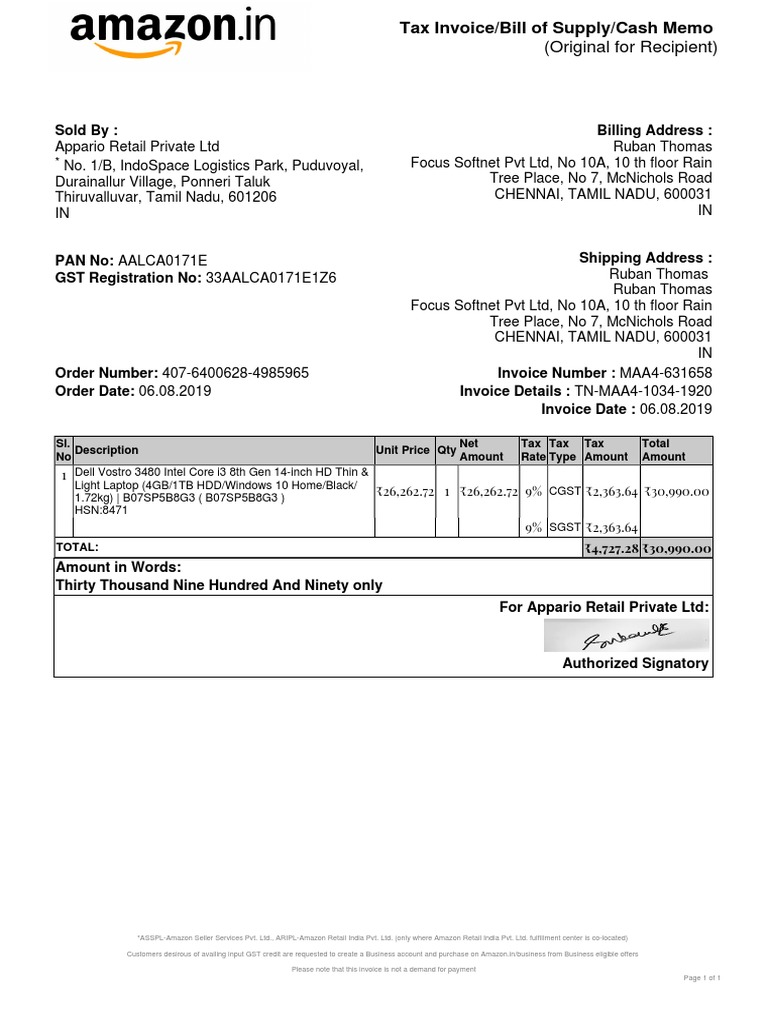 amazon.in
Tax Invoice/Bill of Supply/Cash Memo
(Original for Recipient)
Sold By :
Appario Retail Private Ltd
* No. 1/B, IndoSpace Logistics Park, Puduvoyal,
Durainallur Village, Ponneri Taluk
Thiruvalluvar, Tamil Nadu, 601206
IN
Billing Address :
Ruban Thomas
Focus Softnet Pvt Ltd, No 10A, 10 th floor Rain
Tree Place, No 7, McNichols Road
CHENNAI, TAMIL NADU, 600031
IN
PAN No: AALCA0171E
GST Registration No: 33AALCA0171E1Z6
Shipping Address :
Ruban Thomas
Ruban Thomas
Focus Softnet Pvt Ltd, No 10A, 10 th floor Rain
Tree Place, No 7, McNichols Road
CHENNAI, TAMIL NADU, 600031
IN
Order Number: 407-6400628-4985965
Order Date: 06.08.2019
Invoice Number : MAA4-631658
Invoice Details : TN-MAA4-1034-1920
Invoice Date : 06.08.2019
Sl. No Description Unit Price Qty Net Amount Tax Rate Tax Type Tax Amount Total Amount
1 Dell Vostro 3480 Intel Core i3 8th Gen 14-inch HD Thin &
Light Laptop (4GB/1TB HDD/Windows 10 Home/Black/
1.72kg) | B07SP5B8G3 ( B07SP5B8G3 )
HSN:8471
₹26,262.72 1 ₹26,262.72 9% CGST ₹2,363.64 ₹30,990.00
9% SGST ₹2,363.64
TOTAL: ₹4,727.28 ₹30,990.00
Amount in Words:
Thirty Thousand Nine Hundred And Ninety only
For Appario Retail Private Ltd:
Authorized Signatory
*ASSPL-Amazon Seller Services Pvt. Ltd., ARIPL-Amazon Retail India Pvt. Ltd. (only where Amazon Retail India Pvt. Ltd. fulfillment center is co-located)
Customers desirous of availing input GST credit are requested to create a Business account and purchase on Amazon.in/business from Business eligible offers
Please note that this invoice is not a demand for payment
Page 1 of 1